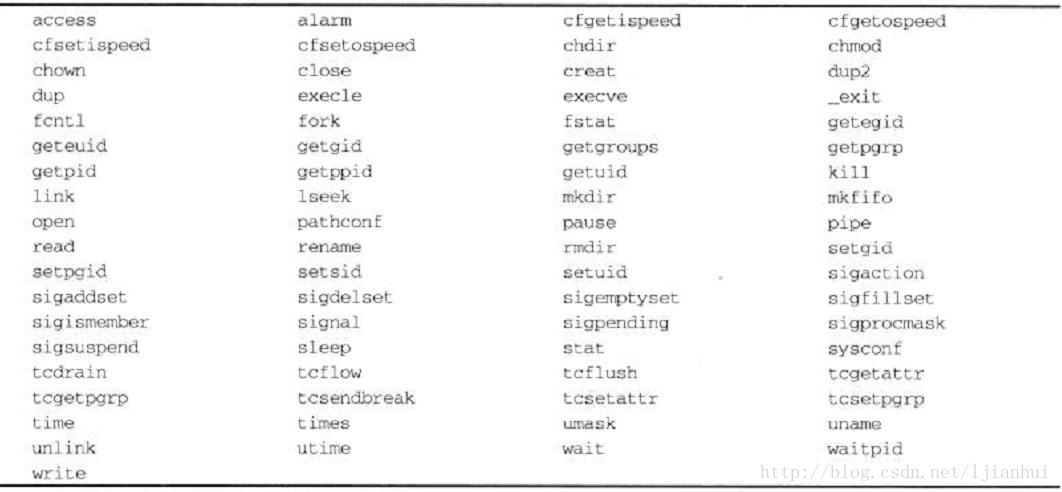 access alarm cfgetispeed cfgetospeed
cfsetispeed cfsetospeed chdir chmod
chown close creat dup2
dup execle execve _exit
fcntl fork fstat getegid
geteuid getgid getgroups getpgrp
getpid getppid getuid kill
link lseek mkdir mkfifo
open pathconf pause pipe
read rename rmdir setgid
setpgid setsid setuid sigaction
sigaddset sigdelset sigemptyset sigfillset
sigismember signal sigpending sigprocmask
sigsuspend sleep stat sysconf
tcdrain tcflow tcflush tcgetattr
tcgetpgrp tcsendbreak tcsetattr tcsetpgrp
time times umask uname
unlink utime wait waitpid
write http://blog.csdn.net/ljianhui